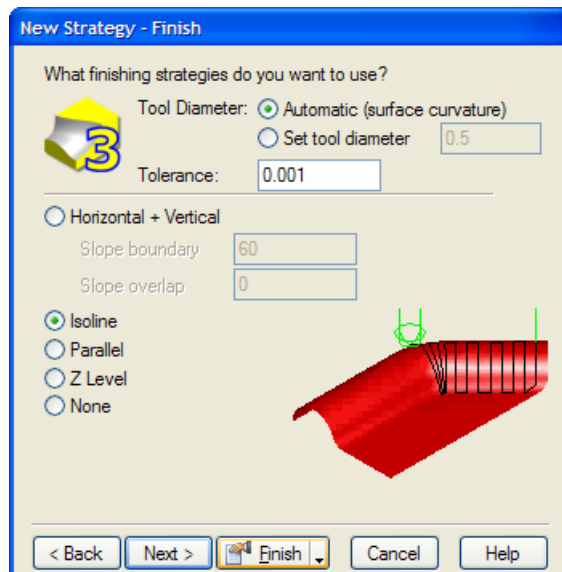 New Strategy - Finish
What finishing strategies do you want to use?
Tool Diameter: Automatic (surface curvature)
Set tool diameter 0.5
3
Tolerance: 0.001
Horizontal + Vertical
Slope boundary 60
Slope overlap 0
Isoline
Parallel
Z Level
None
< Back Next > Finish Cancel Help